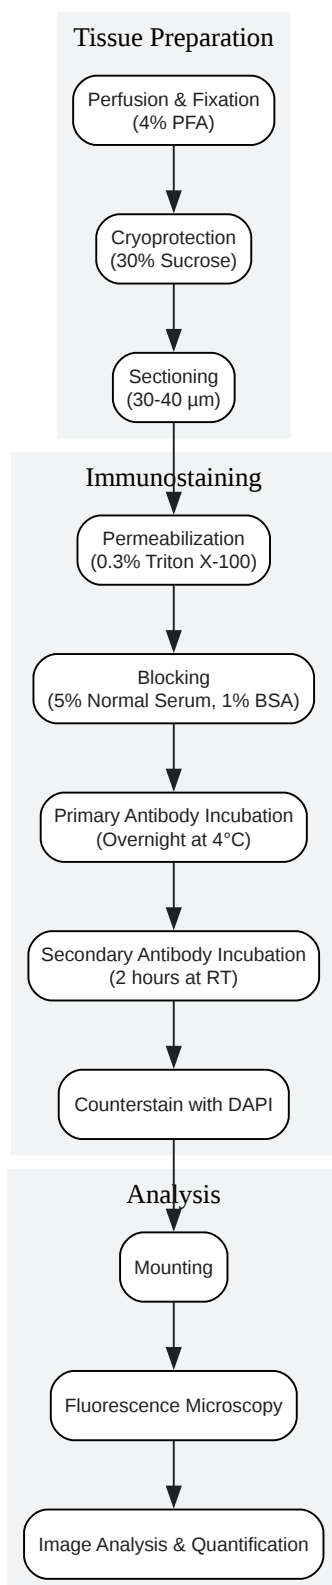 Tissue Preparation
Perfusion & Fixation
(4% PFA)
Cryoprotection
(30% Sucrose)
Sectioning
(30-40 µm)
Immunostaining
Permeabilization
(0.3% Triton X-100)
Blocking
(5% Normal Serum, 1% BSA)
Primary Antibody Incubation
(Overnight at 4°C)
Secondary Antibody Incubation
(2 hours at RT)
Counterstain with DAPI
Analysis
Mounting
Fluorescence Microscopy
Image Analysis & Quantification